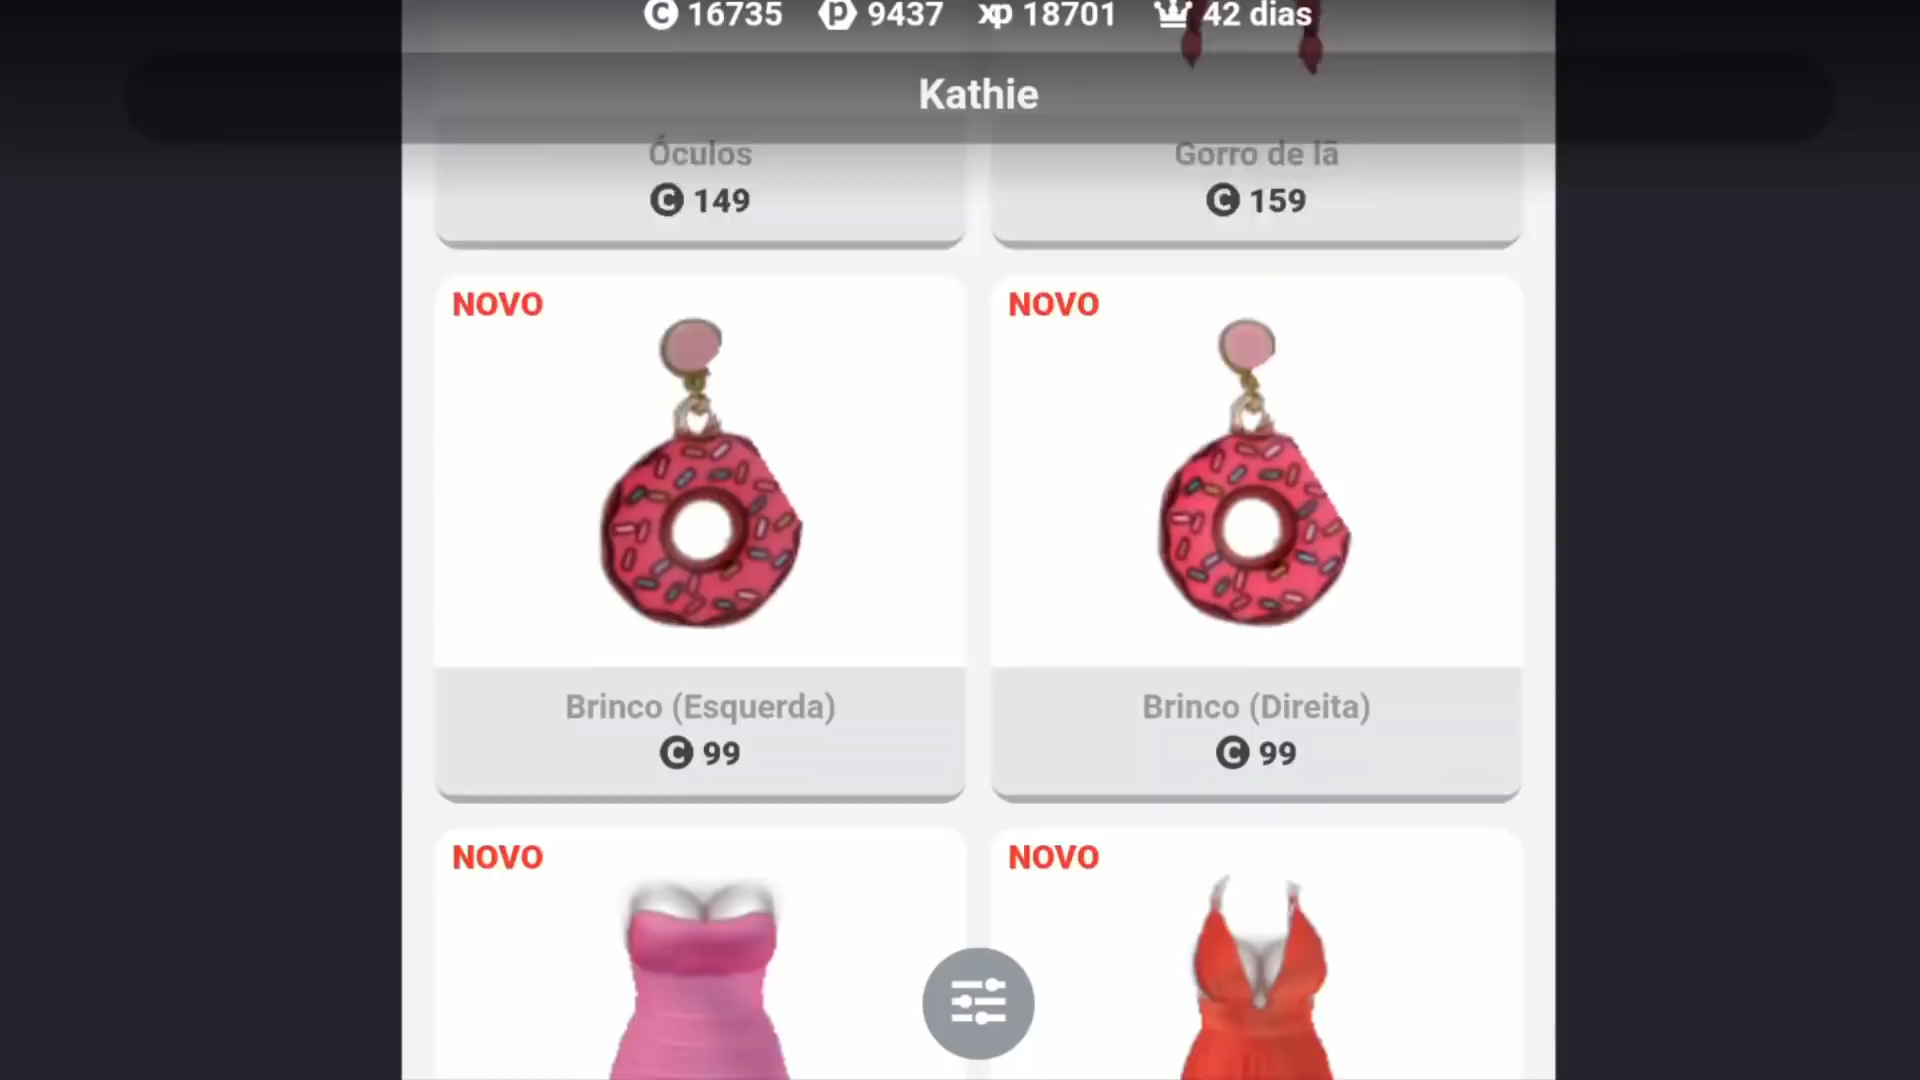 C 16735 P 9437 xp 18701 42 dias
Kathie
Óculos
C 149
Gorro de lã
C 159
NOVO
NOVO
Brinco (Esquerda)
C 99
Brinco (Direita)
C 99
NOVO
NOVO